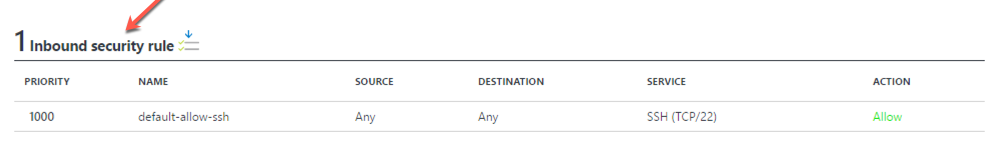 1 Inbound security rule
PRIORITY NAME SOURCE DESTINATION SERVICE ACTION
1000 default-allow-ssh Any Any SSH (TCP/22) Allow